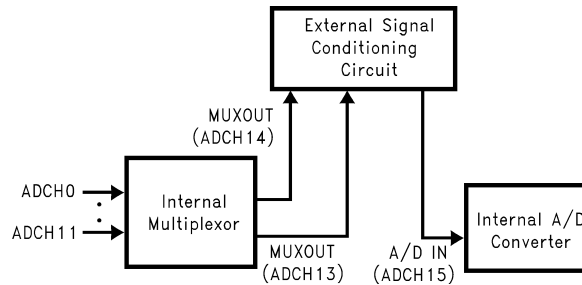 External Signal
Conditioning
Circuit
MUXOUT
(ADCH14)
ADCH0
ADCH11
Internal
Multiplexor
MUXOUT
(ADCH13)
A/D IN
(ADCH15)
Internal A/D
Converter